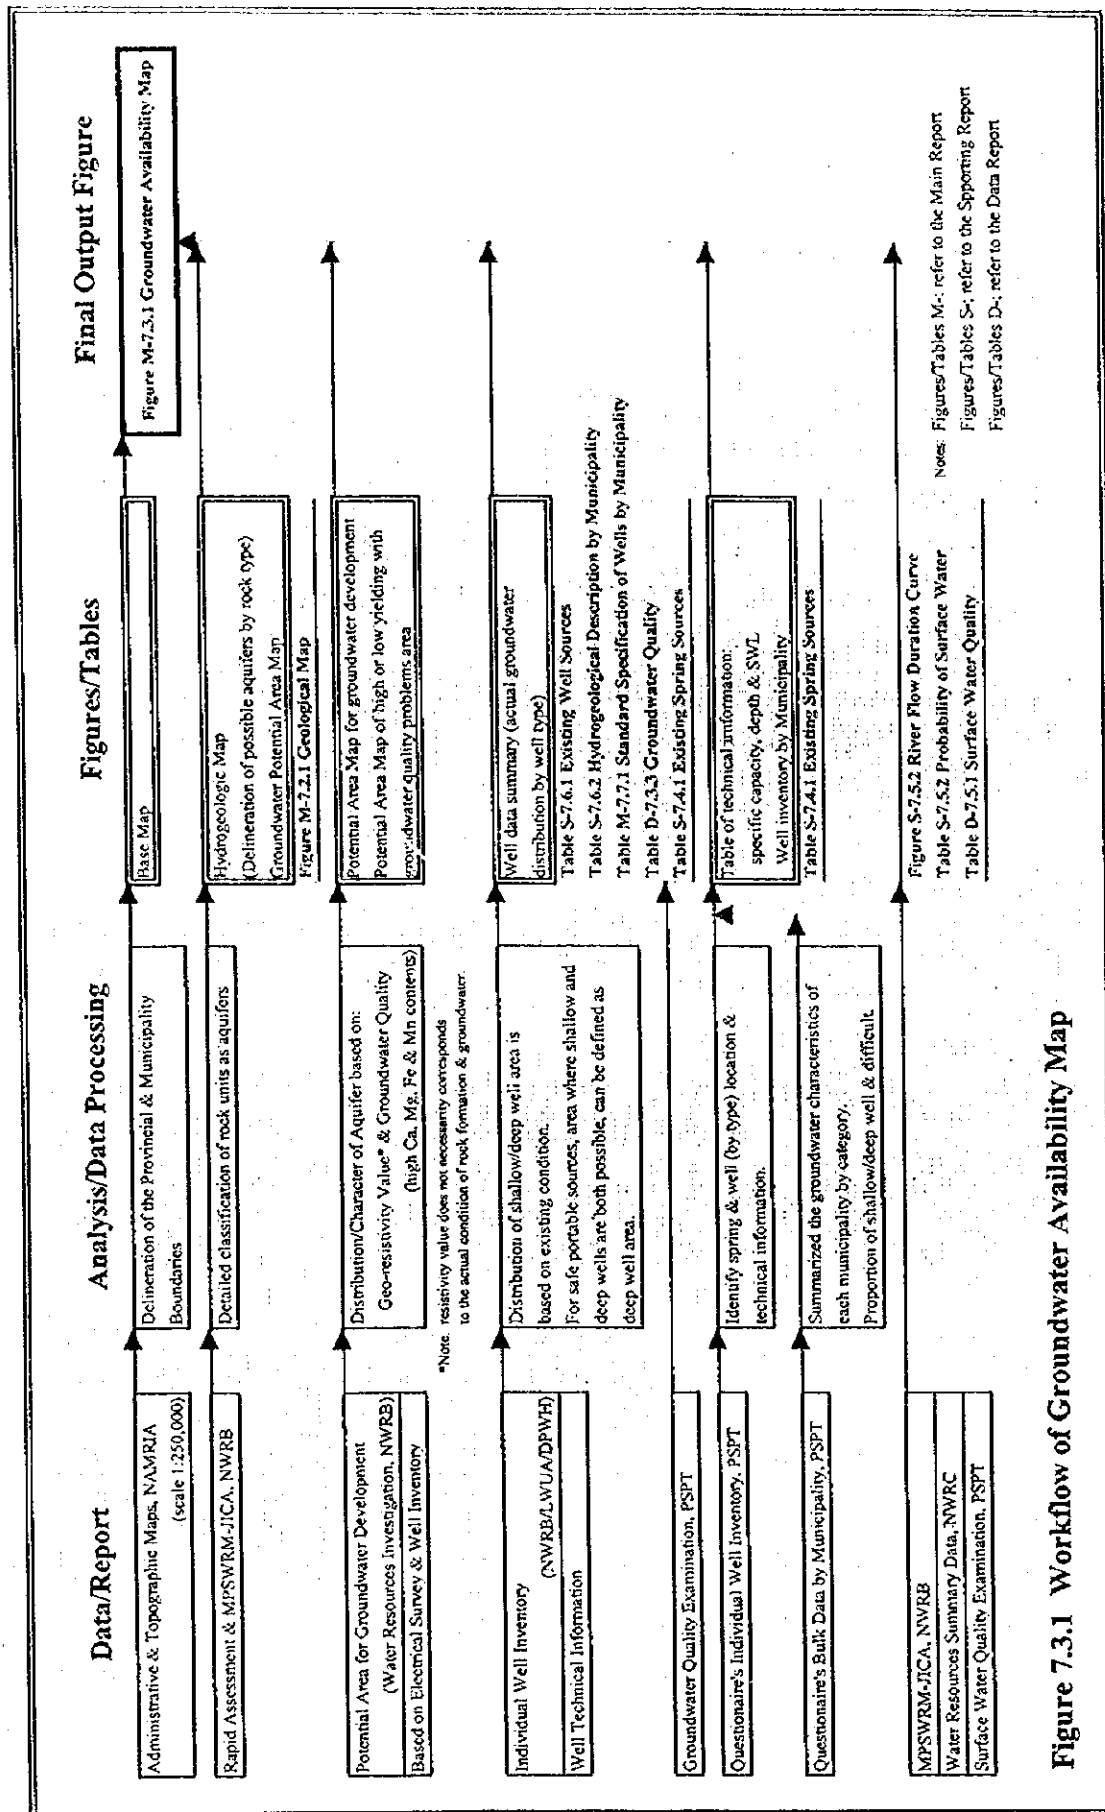 Data/Report
Analysis/Data Processing
Figures/Tables
Final Output Figure
Administrative & Topographic Maps, NAMRIA
(scale 1:250,000)
Delineration of the Provincial & Municipality
Boundaries
Base Map
Figure M-7.3.1 Groundwater Availability Map
Rapid Assessment & MPSWRM-JICA, NWRB
Detailed classification of rock units as aquifers
Hydrogeologic Map
(Delineration of possible aquifers by rock type)
Groundwater Potential Area Map
Figure M-7.2.1 Geological Map
Potential Area for Groundwater Development
(Water Resources Investigation, NWRB)
Based on Electrical Survey & Well Inventory
Distribution/Character of Aquifer based on:
Geo-resistivity Value* & Groundwater Quality
(high Ca, Mg, Fe & Mn contents)
*Note: resistivity value does not necessarity corresponds
to the actual condition of rock formation & groundwater.
Potential Area Map for groundwater development
Potential Area Map of high or low yielding with
groundwater quality problems area
Individual Well Inventory
(NWRB/LWUA/DPWH)
Well Technical Information
Distribution of shallow/deep well area is
based on existing condition.
For safe portable sources, area where shallow and
deep wells are both possible, can be defined as
deep well area.
Well data summary (actual groundwater
distribution by well type)
Table S-7.6.1 Existing Well Sources
Table S-7.6.2 Hydrogeological Description by Municipality
Table M-7.7.1 Standard Specification of Wells by Municipality
Table D-7.3.3 Groundwater Quality
Table S-7.4.1 Existing Spring Sources
Groundwater Quality Examination, PSPT
Questionaire's Individual Well Inventory, PSPT
Identify spring & well (by type) location &
technical information.
Table of technical imformation:
specific capacity, depth & SWL
Well inventory by Municipality
Table S-7.4.1 Existing Spring Sources
Questionaire's Bulk Data by Municipality, PSPT
Summarized the groundwater characteristics of
each municipality by category.
Proportion of shallow/deep well & difficult.
MPSWRM-JICA, NWRB
Water Resources Summary Data, NWRC
Surface Water Quality Examination, PSPT
Figure S-7.5.2 River Flow Duration Curve
Table S-7.5.2 Probability of Surface Water
Table D-7.5.1 Surface Water Quality
Notes: Figures/Tables M-: refer to the Main Report
Figures/Tables S-; refer to the Spporting Report
Figures/Tables D-; refer to the Data Report
Figure 7.3.1 Workflow of Groundwater Availability Map